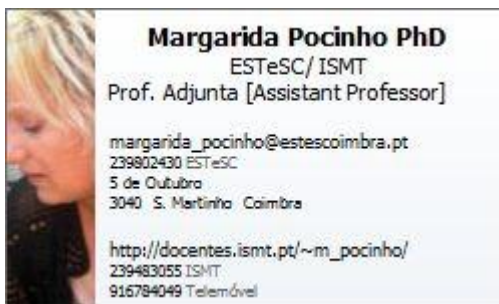 Margarida Pocinho PhD
ESTeSC/ ISMT
Prof. Adjunta [Assistant Professor]
margarida_pocinho@estescoimbra.pt
239802430 ESTeSC
5 de Outubro
3040 S. Martinho Coimbra
http://docentes.ismt.pt/~m_pocinho/
239483055 ISMT
916784049 Telemóvel